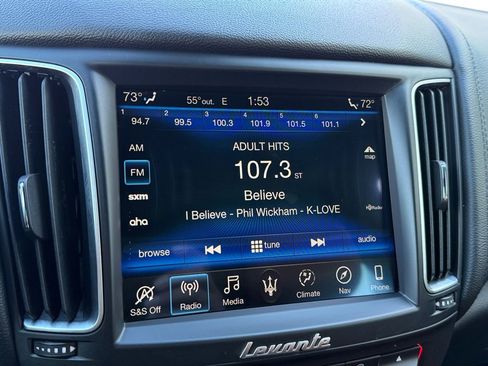 73° 55° out. E 1:53 72°
1 2 3 4 5 6
94.7 99.5 100.3 101.9 101.5 101.1
AM ADULT HITS map
FM 107.3 ST
sxm Believe HD Radio
aha I Believe - Phil Wickham - K-LOVE
browse tune audio
S&S Off Radio Media Climate Nav Phone
Levante